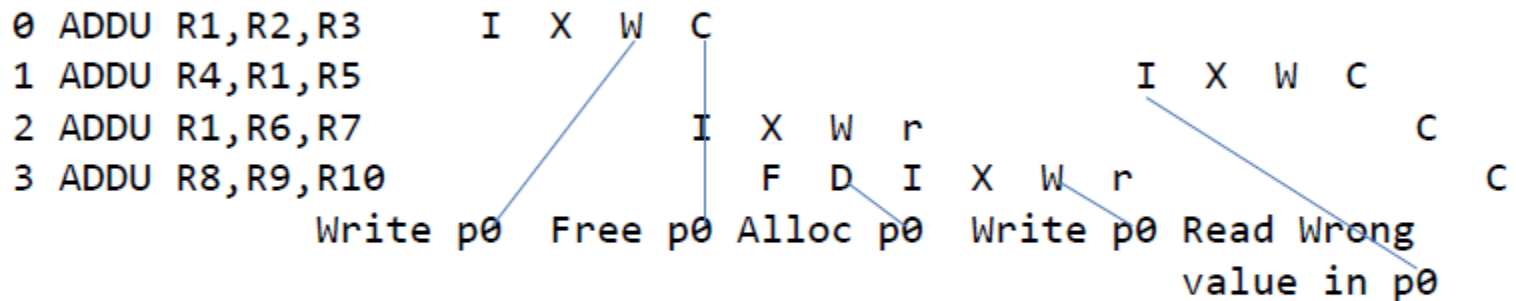 0 ADDU R1,R2,R3 I X W C
1 ADDU R4,R1,R5 I X W C
2 ADDU R1,R6,R7 I X W r C
3 ADDU R8,R9,R10 F D I X W r C
Write p0 Free p0 Alloc p0 Write p0 Read Wrong
value in p0